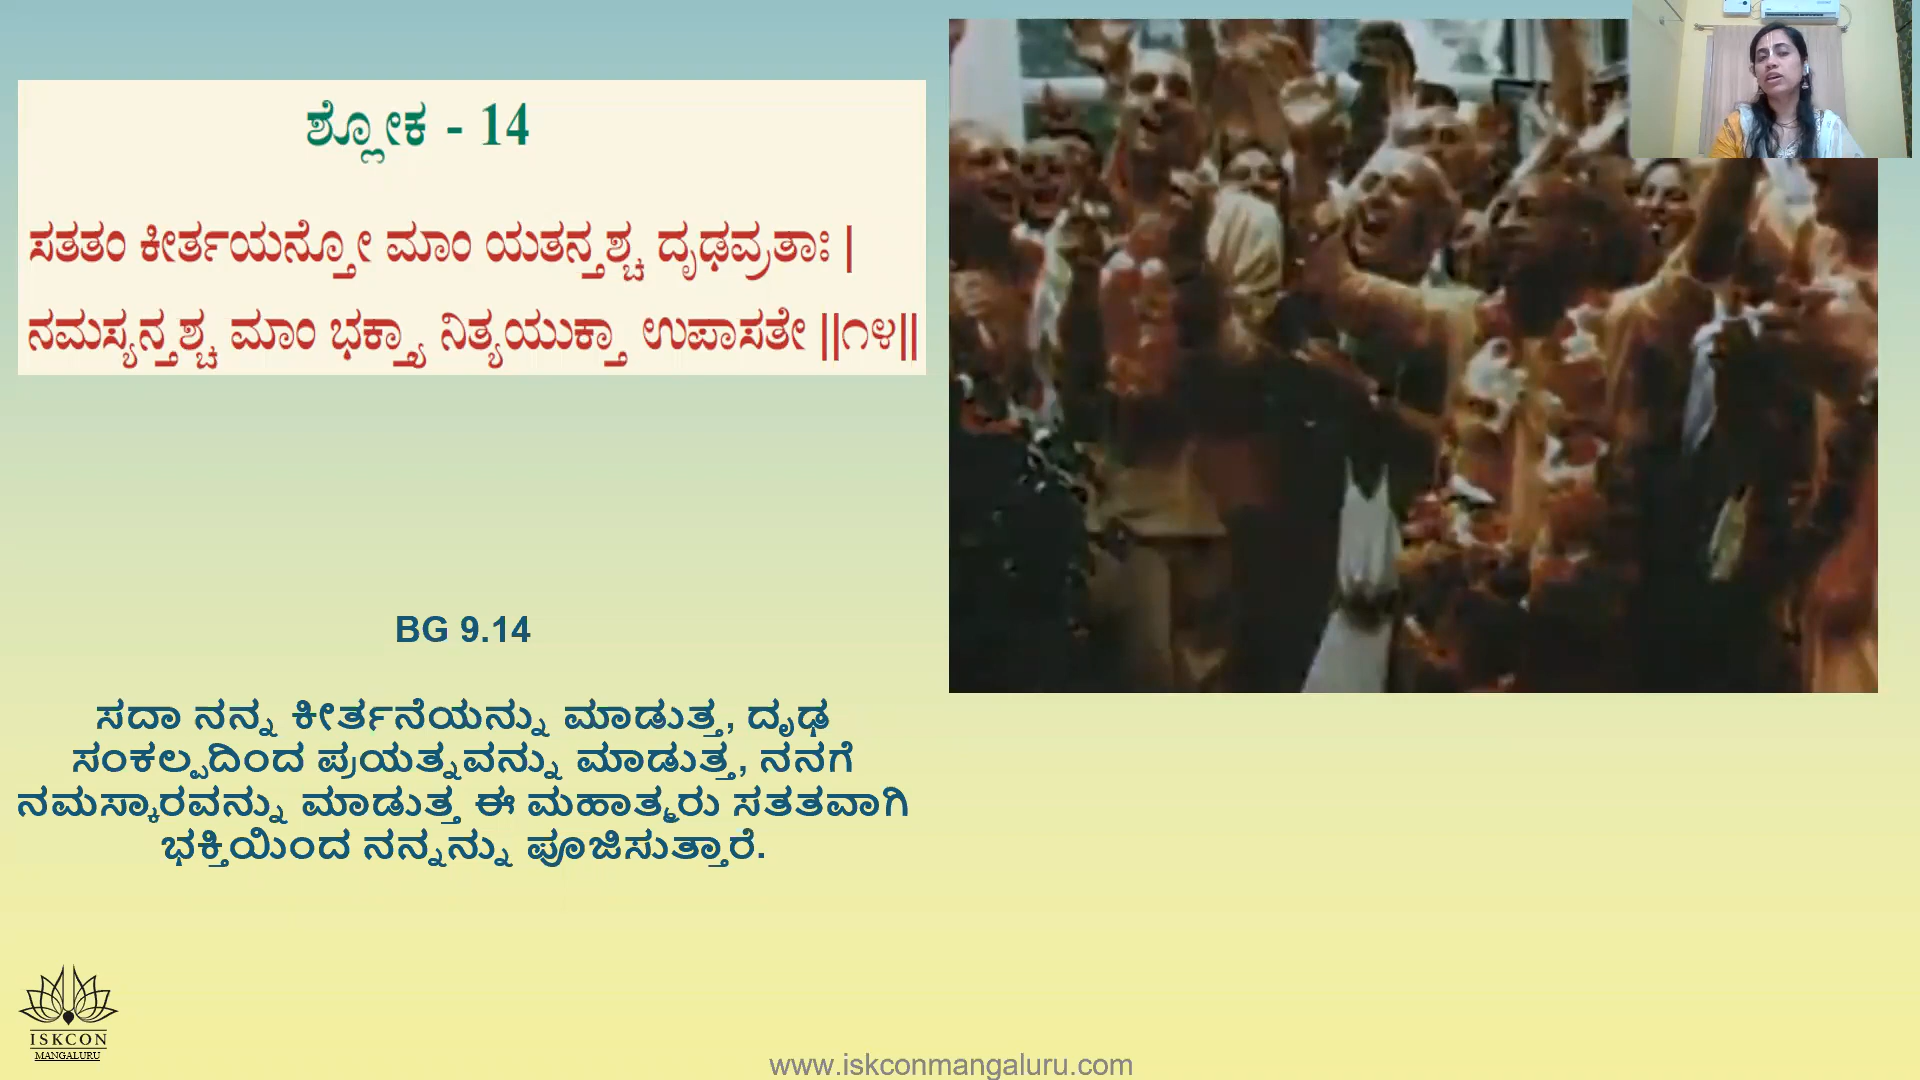 ಶ್ಲೋಕ - 14
ಸತತಂ ಕೀರ್ತಯನ್ತೋ ಮಾಂ ಯತನ್ತಶ್ಚ ದೃಢವ್ರತಾಃ |
ನಮಸ್ಯನ್ತಶ್ಚ ಮಾಂ ಭಕ್ತ್ಯಾ ನಿತ್ಯಯುಕ್ತಾ ಉಪಾಸತೇ ||೧೪||
BG 9.14
ಸದಾ ನನ್ನ ಕೀರ್ತನೆಯನ್ನು ಮಾಡುತ್ತ, ದೃಢ
ಸಂಕಲ್ಪದಿಂದ ಪ್ರಯತ್ನವನ್ನು ಮಾಡುತ್ತ, ನನಗೆ
ನಮಸ್ಕಾರವನ್ನು ಮಾಡುತ್ತ ಈ ಮಹಾತ್ಮರು ಸತತವಾಗಿ
ಭಕ್ತಿಯಿಂದ ನನ್ನನ್ನು ಪೂಜಿಸುತ್ತಾರೆ.
ISKCON
MANGALURU
www.iskconmangaluru.com